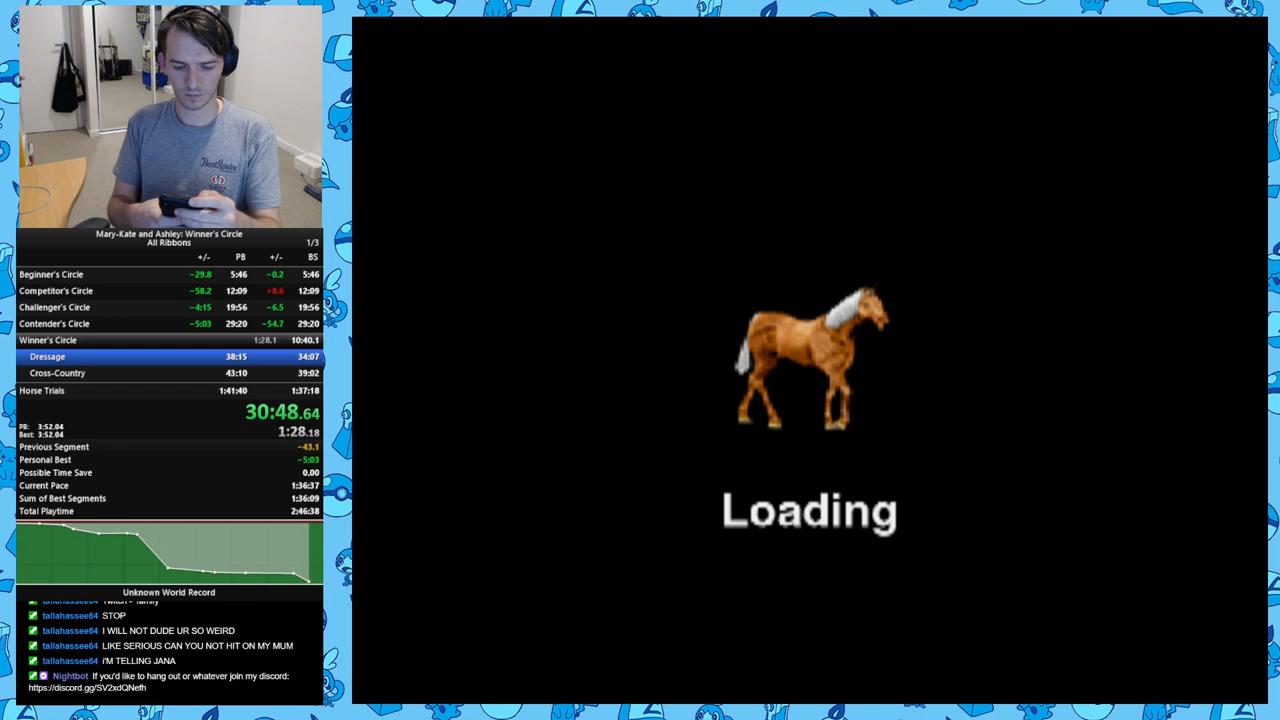 Mary-Kate and Ashley: Winner's Circle
All Ribbons 1/3
+/- PB +/- BS
Beginner's Circle −29.8 5:46 −0.2 5:46
Competitor's Circle −58.2 12:09 +8.6 12:09
Challenger's Circle −4:15 19:56 −6.5 19:56
Contender's Circle −5:03 29:20 −54.7 29:20
Winner's Circle 1:28.1 10:40.1
Dressage 38:15 34:07
Cross-Country 43:10 39:02
Horse Trials 1:41:40 1:37:18
30:48.64
PB: 3:52.04
Best: 3:52.04
1:28.18
Previous Segment −43.1
Personal Best −5:03
Possible Time Save 0.00
Current Pace 1:36:37
Sum of Best Segments 1:36:09
Total Playtime 2:46:38
Unknown World Record
tallahassee64 Twitch > family
tallahassee64 STOP
tallahassee64 I WILL NOT DUDE UR SO WEIRD
tallahassee64 LIKE SERIOUS CAN YOU NOT HIT ON MY MUM
tallahassee64 i'M TELLING JANA
Nightbot If you'd like to hang out or whatever join my discord:
https://discord.gg/SV2xdQNefh
Loading